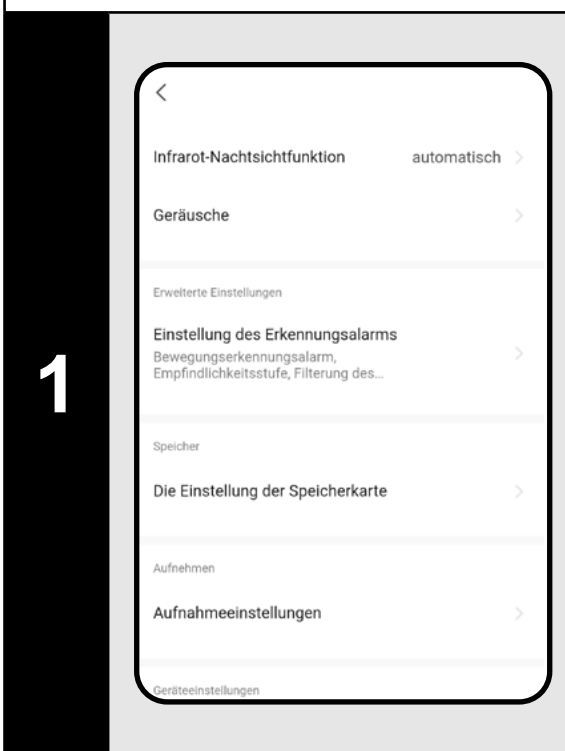 1
Infrarot-Nachtsichtfunktion automatisch
Geräusche
Erweiterte Einstellungen
Einstellung des Erkennungsalarms
Bewegungserkennungsalarm,
Empfindlichkeitsstufe, Filterung des...
Speicher
Die Einstellung der Speicherkarte
Aufnehmen
Aufnahmeeinstellungen
Geräteeinstellungen